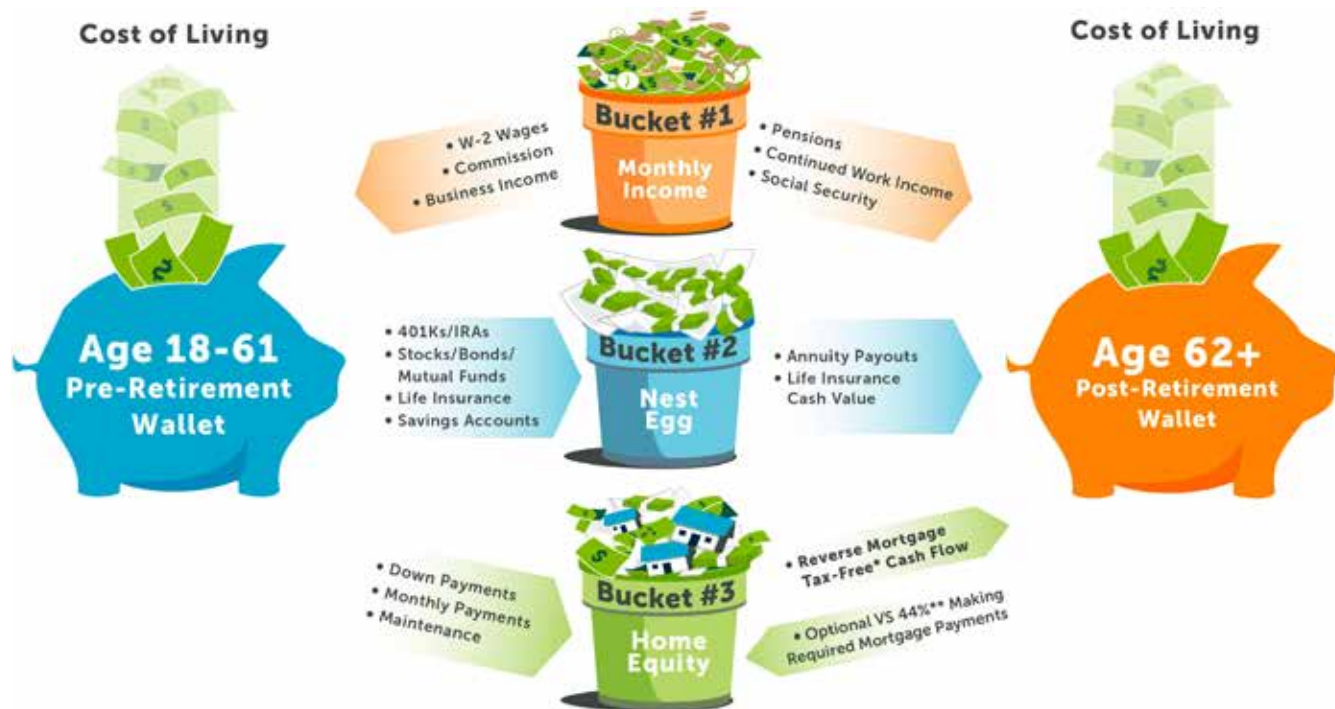 Cost of Living
Cost of Living
Bucket #1
Monthly
Income
• W-2 Wages
• Commission
• Business Income
• Pensions
• Continued Work Income
• Social Security
Age 18-61
Pre-Retirement
Wallet
• 401Ks/IRAs
• Stocks/Bonds/
Mutual Funds
• Life Insurance
• Savings Accounts
Bucket #2
Nest
Egg
• Annuity Payouts
• Life Insurance
Cash Value
Age 62+
Post-Retirement
Wallet
• Down Payments
• Monthly Payments
• Maintenance
Bucket #3
Home
Equity
• Reverse Mortgage
Tax-Free* Cash Flow
• Optional VS 44%** Making
Required Mortgage Payments